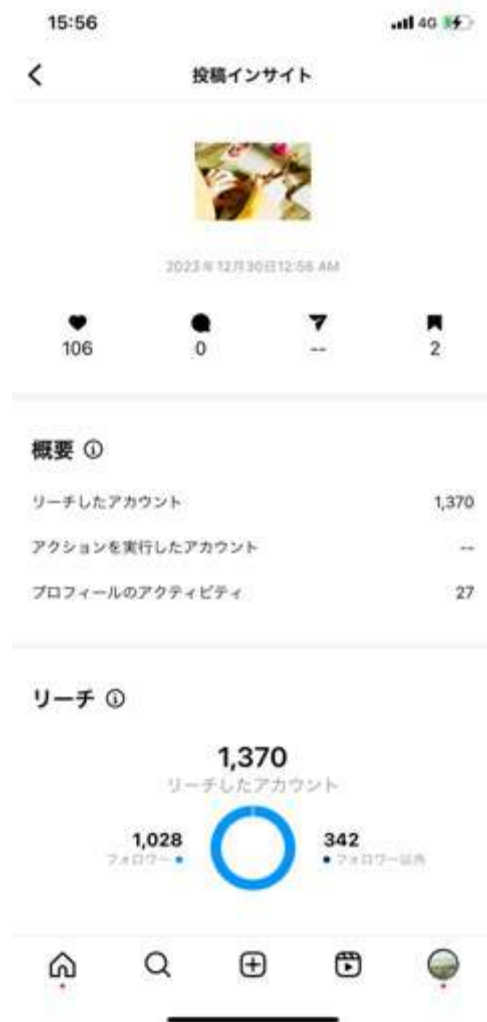 15:56
4G
投稿インサイト
2023年12月30日12:56 AM
106 0 -- 2
概要
リーチしたアカウント 1,370
アクションを実行したアカウント --
プロフィールのアクティビティ 27
リーチ
1,370
リーチしたアカウント
1,028 342
フォロワー フォロワー以外